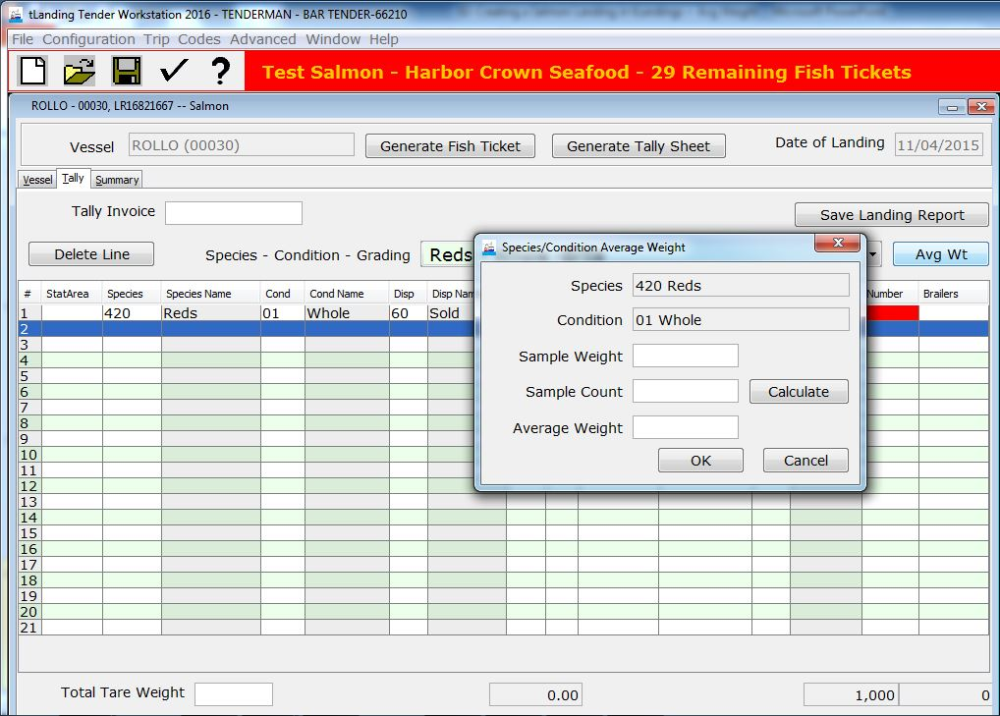 tLanding Tender Workstation 2016 - TENDERMAN - BAR TENDER-66210
File Configuration Trip Codes Advanced Window Help
? Test Salmon - Harbor Crown Seafood - 29 Remaining Fish Tickets
ROLLO - 00030, LR16821667 -- Salmon
Vessel ROLLO (00030) Generate Fish Ticket Generate Tally Sheet Date of Landing 11/04/2015
Vessel Tally Summary
Tally Invoice Save Landing Report
Delete Line Species - Condition - Grading Reds Avg Wt
Species/Condition Average Weight
Species 420 Reds
Condition 01 Whole
Sample Weight
Sample Count Calculate
Average Weight
OK Cancel
# StatArea Species Species Name Cond Cond Name Disp Disp Nam Number Brailers
1 420 Reds 01 Whole 60 Sold
2
3
4
5
6
7
8
9
10
11
12
13
14
15
16
17
18
19
20
21
Total Tare Weight 0.00 1,000 0